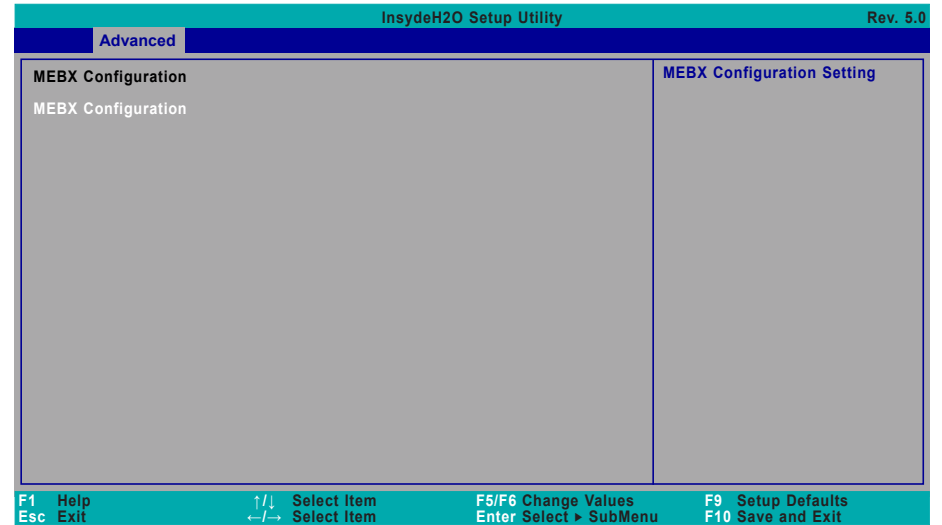 InsydeH2O Setup Utility Rev. 5.0
Advanced
MEBX Configuration
MEBX Configuration
MEBX Configuration Setting
F1 Help ↑/↓ Select Item F5/F6 Change Values F9 Setup Defaults
Esc Exit ←/→ Select Item Enter Select ▶ SubMenu F10 Save and Exit